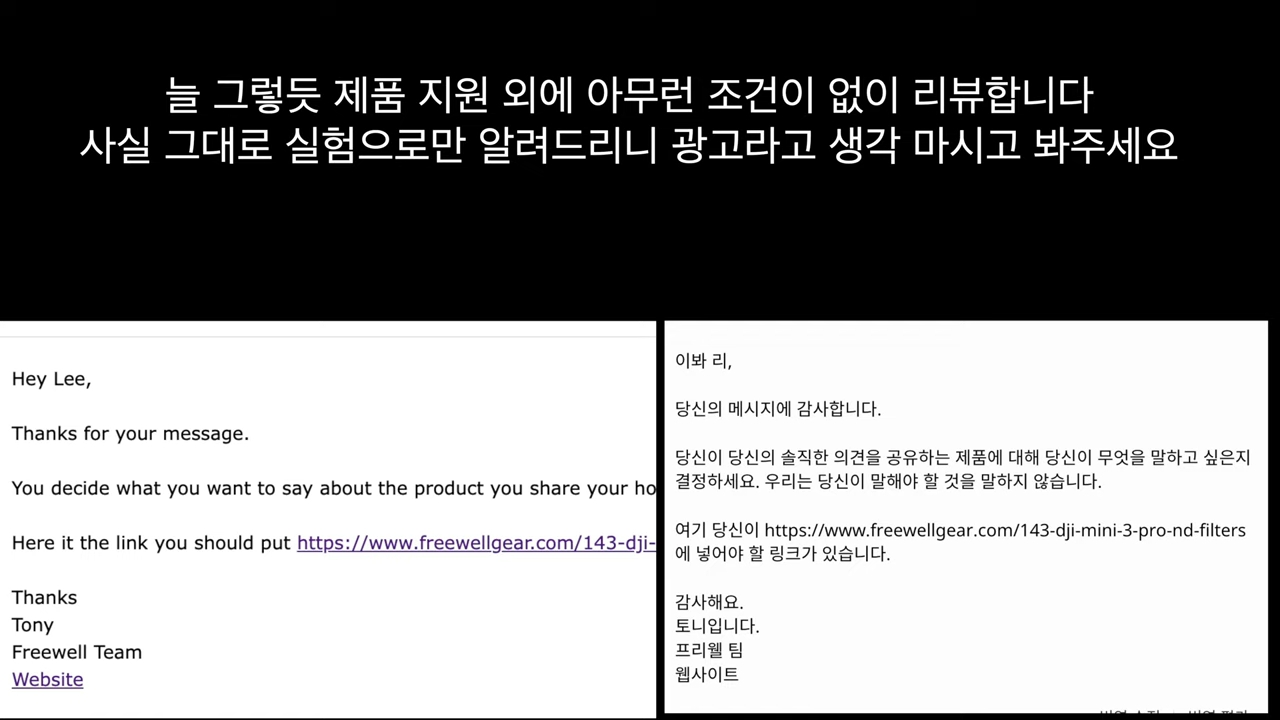 늘 그렇듯 제품 지원 외에 아무런 조건이 없이 리뷰합니다
사실 그대로 실험으로만 알려드리니 광고라고 생각 마시고 봐주세요
Hey Lee,
Thanks for your message.
You decide what you want to say about the product you share your ho
Here it the link you should put https://www.freewellgear.com/143-dji-
Thanks
Tony
Freewell Team
Website
이봐 리,
당신의 메시지에 감사합니다.
당신이 당신의 솔직한 의견을 공유하는 제품에 대해 당신이 무엇을 말하고 싶은지
결정하세요. 우리는 당신이 말해야 할 것을 말하지 않습니다.
여기 당신이 https://www.freewellgear.com/143-dji-mini-3-pro-nd-filters
에 넣어야 할 링크가 있습니다.
감사해요.
토니입니다.
프리웰 팀
웹사이트